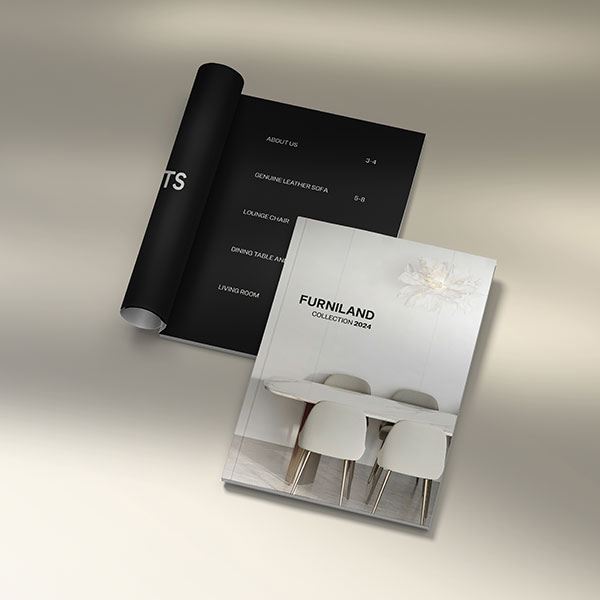 TS
ABOUT US
3-4
GENUINE LEATHER SOFA
5-8
LOUNGE CHAIR
DINING TABLE AN
LIVING ROOM
FURNILAND
COLLECTION 2024